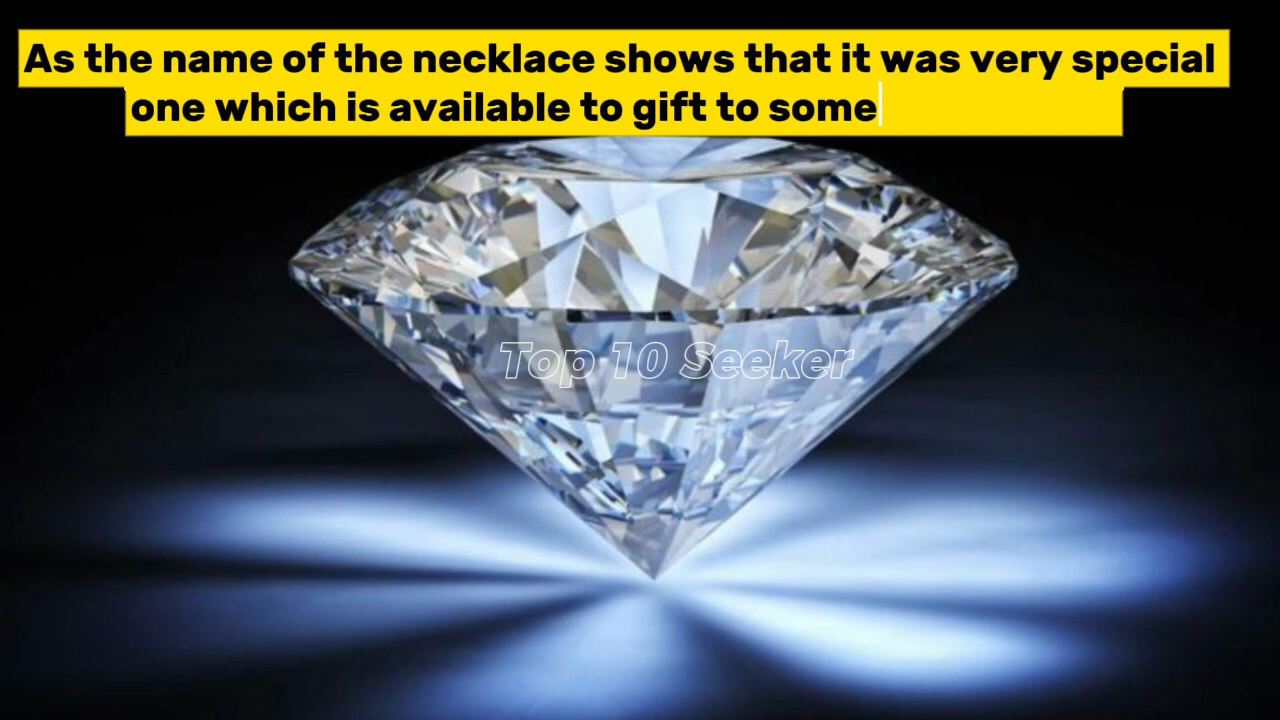 As the name of the necklace shows that it was very special
one which is available to gift to some
Top 10 Seeker